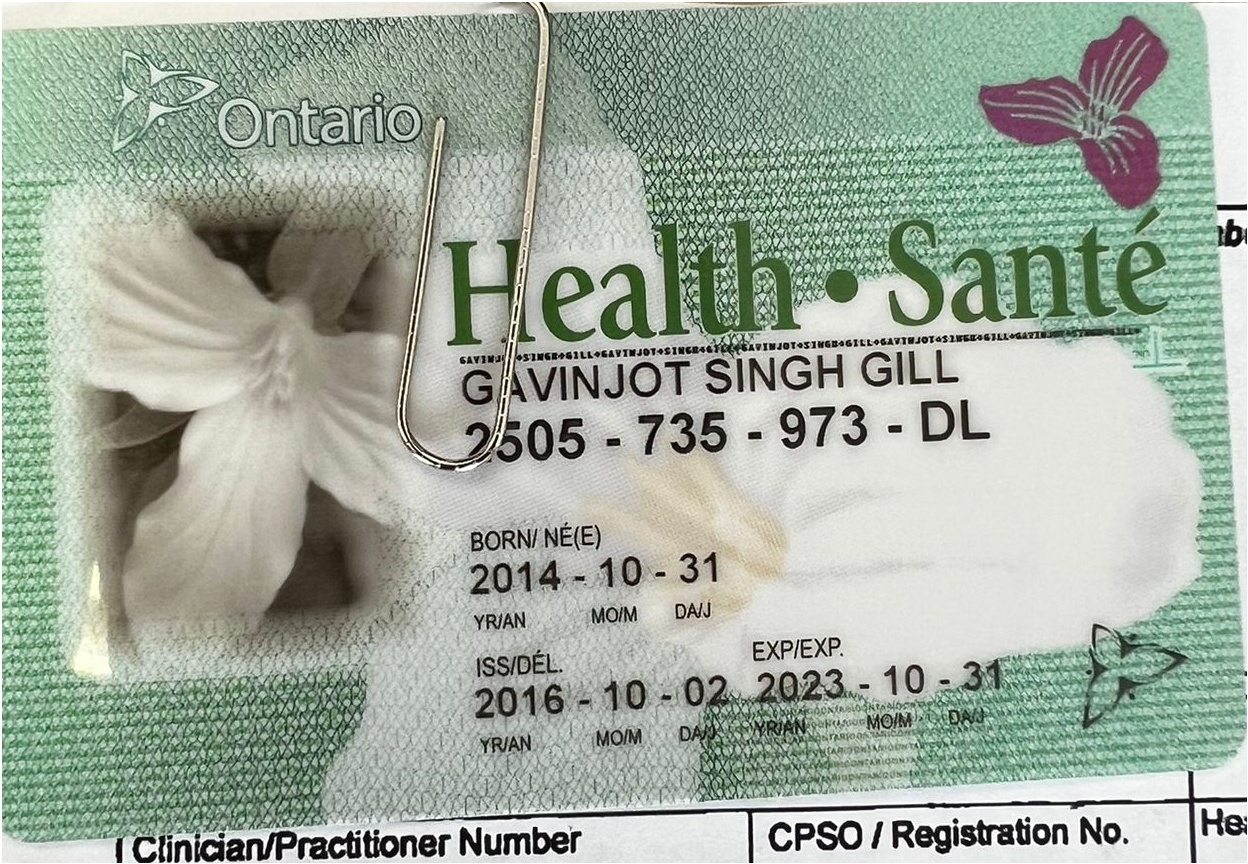 Ontario
Health • Santé
GAVINJOT SINGH GILL
2505 - 735 - 973 - DL
BORN/ NÉ(E)
2014 - 10 - 31
YR/AN MO/M DA/J
ISS/DÉL. EXP/EXP.
2016 - 10 - 02 2023 - 10 - 31
YR/AN MO/M DA/J YR/AN MO/M DA/J
Clinician/Practitioner Number CPSO / Registration No.